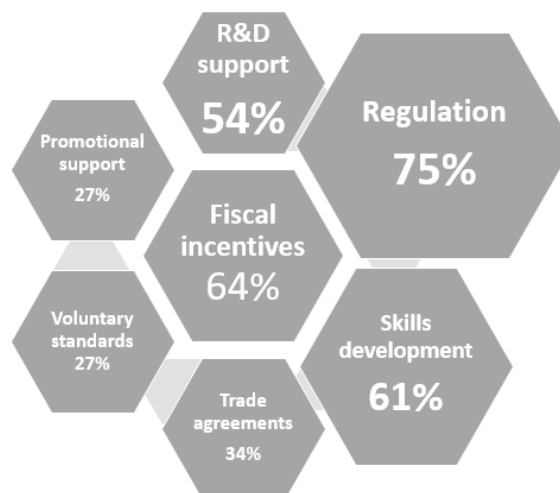 R&D
support
54%
Regulation
75%
Promotional
support
27%
Fiscal
incentives
64%
Voluntary
standards
27%
Skills
development
61%
Trade
agreements
34%